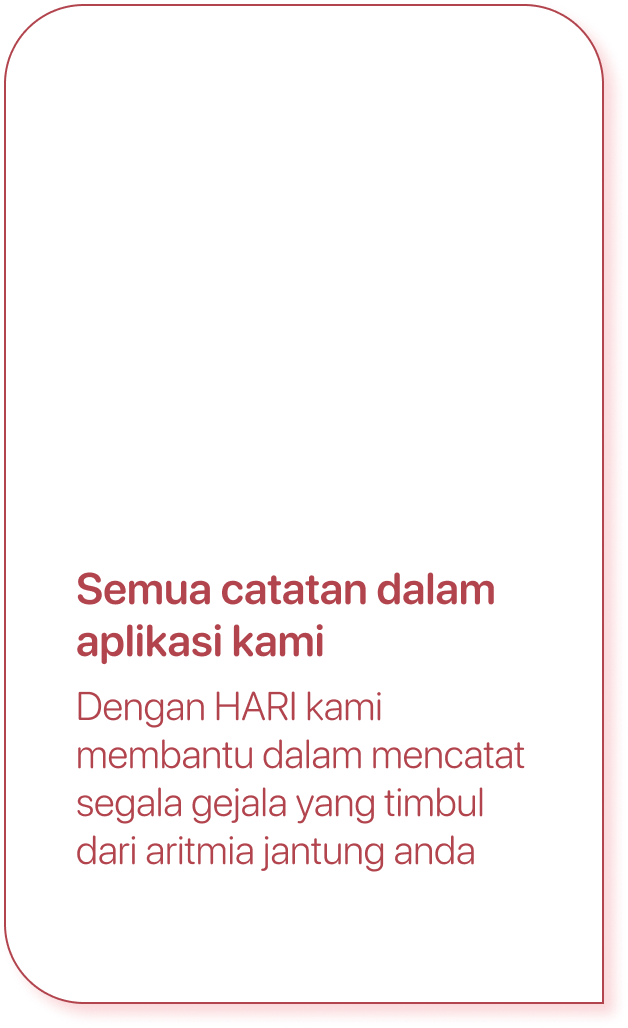 Semua catatan dalam
aplikasi kami
Dengan HARI kami
membantu dalam mencatat
segala gejala yang timbul
dari aritmia jantung anda